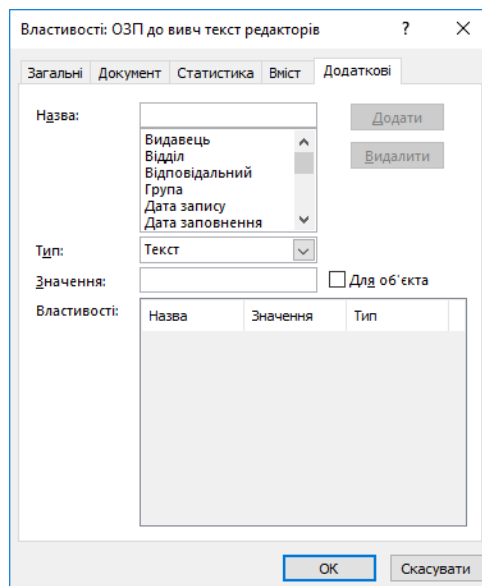 Властивості: ОЗП до вивч текст редакторів ?
Загальні Документ Статистика Вміст Додаткові
Назва: Додати
Видавець
Відділ Видалити
Відповідальний
Група
Дата запису
Дата заповнення
Тип: Текст
Значення: Для об'єкта
Властивості: Назва Значення Тип
ОК Скасувати